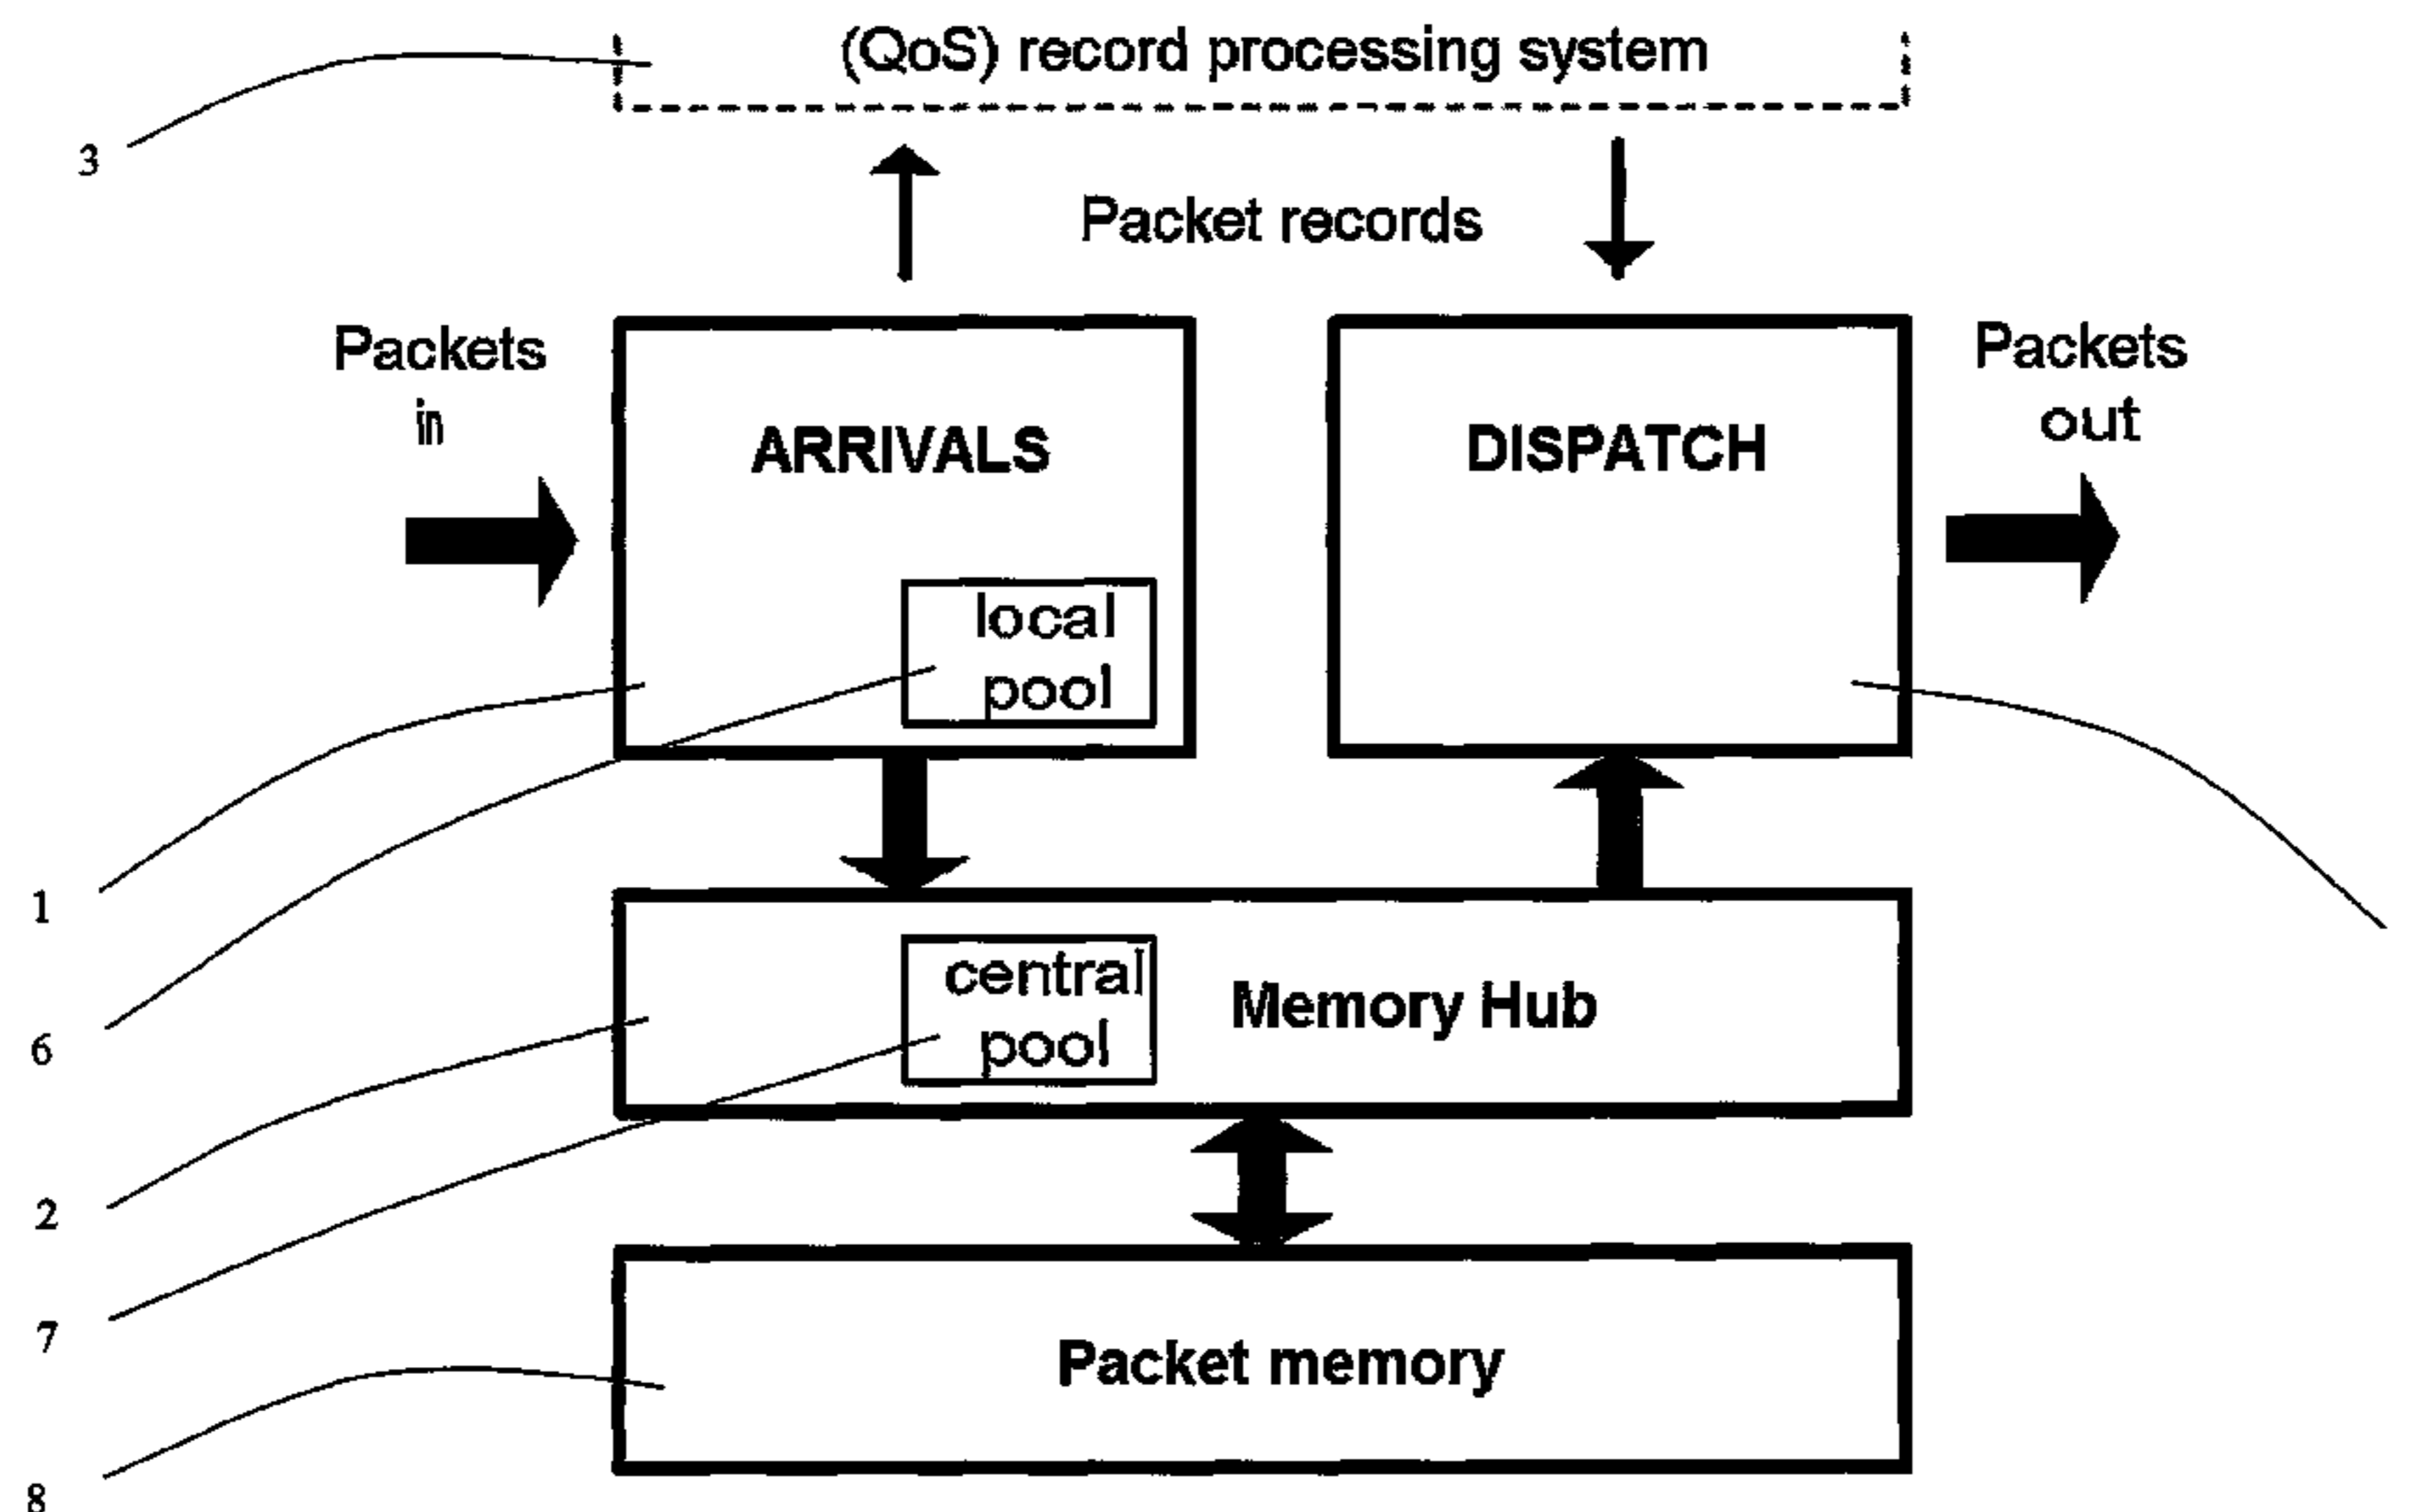 (QoS) record processing system
3
Packet records
Packets
in
Packets
out
ARRIVALS
DISPATCH
local
pool
1
central
pool
Memory Hub
6
2
7
Packet memory
8